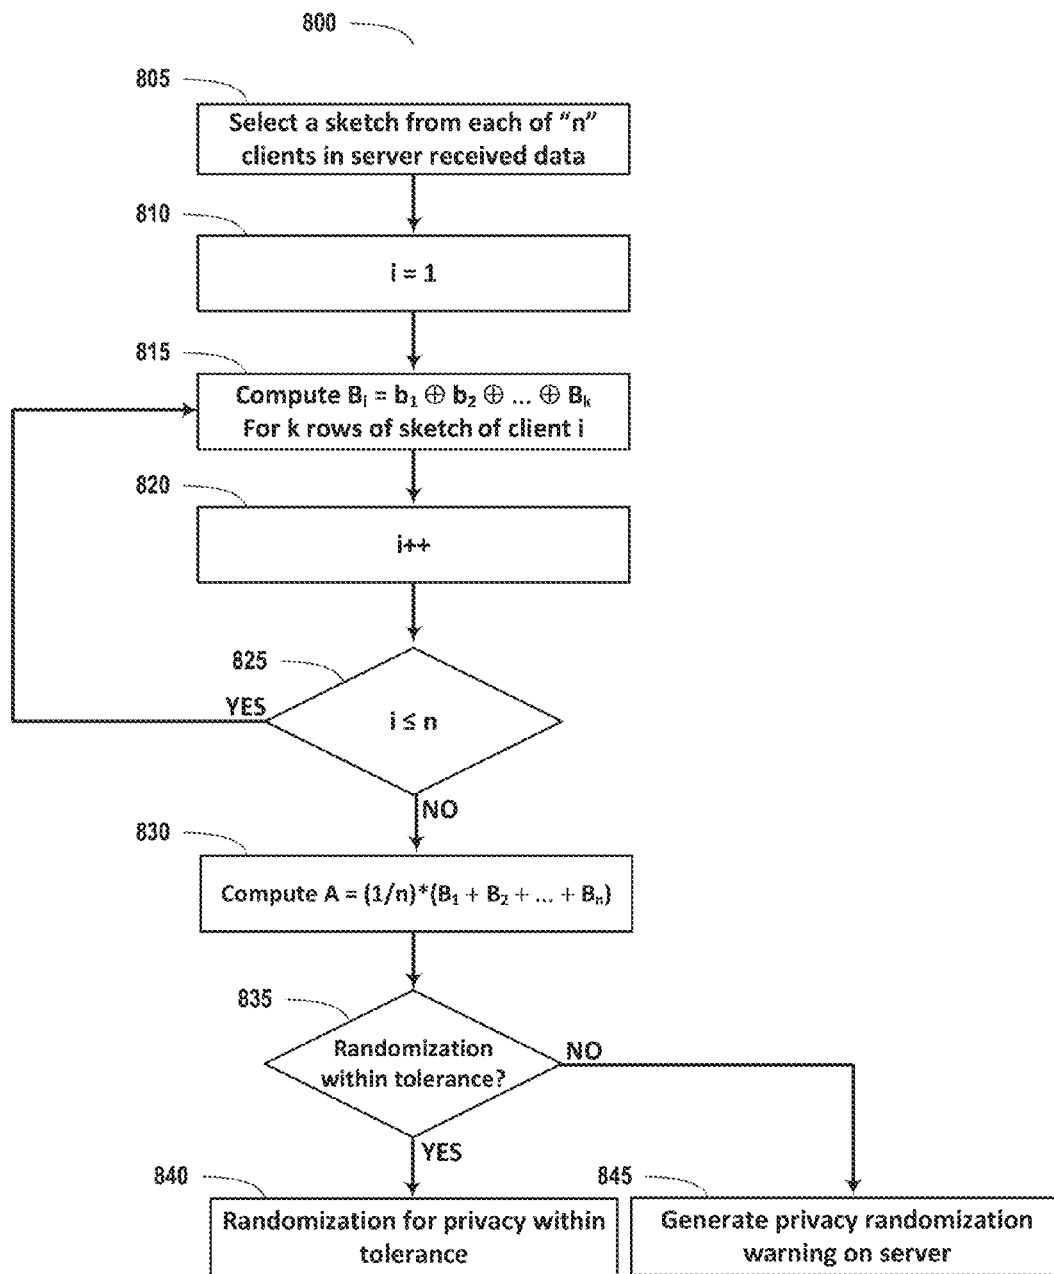 800
805
Select a sketch from each of “n”
clients in server received data
810
i = 1
815
Compute Bᵢ = b₁ ⊕ b₂ ⊕ ... ⊕ Bₖ
For k rows of sketch of client i
820
i++
825
YES
i ≤ n
NO
830
Compute A = (1/n)*(B₁ + B₂ + ... + Bₙ)
835
Randomization
within tolerance?
NO
YES
840
Randomization for privacy within
tolerance
845
Generate privacy randomization
warning on server